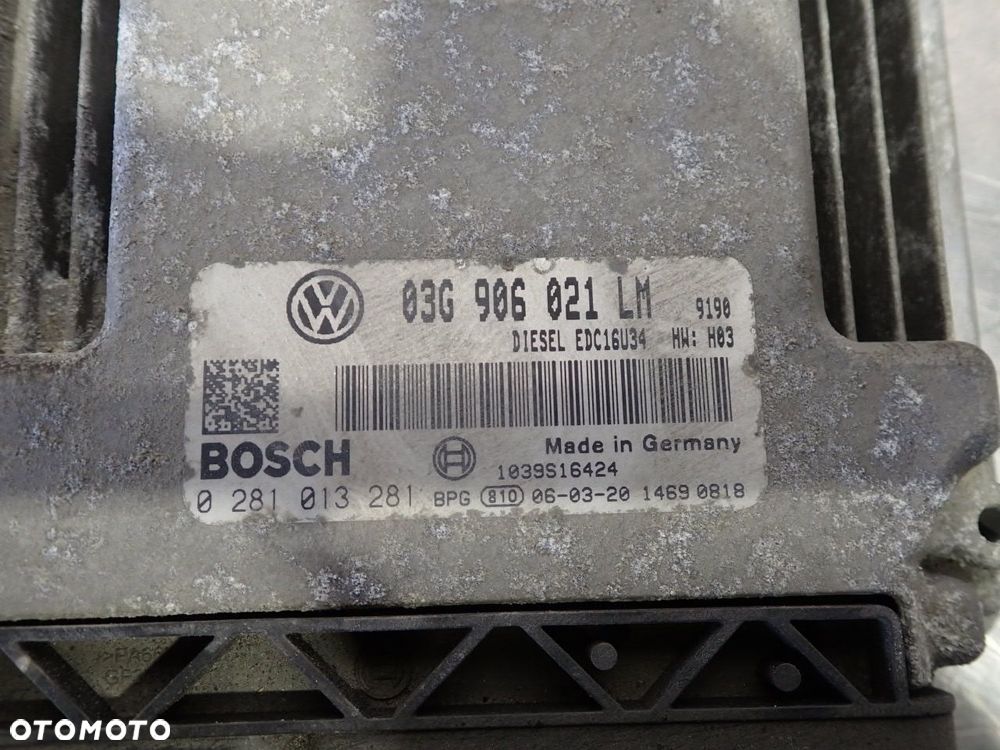 03G 906 021 LM 9190
DIESEL EDC16U34 HW: H03
BOSCH
Made in Germany
1039S16424
0 281 013 281 BPG 810 06-03-20 1469 0818
OTOMOTO
OTOMOTO